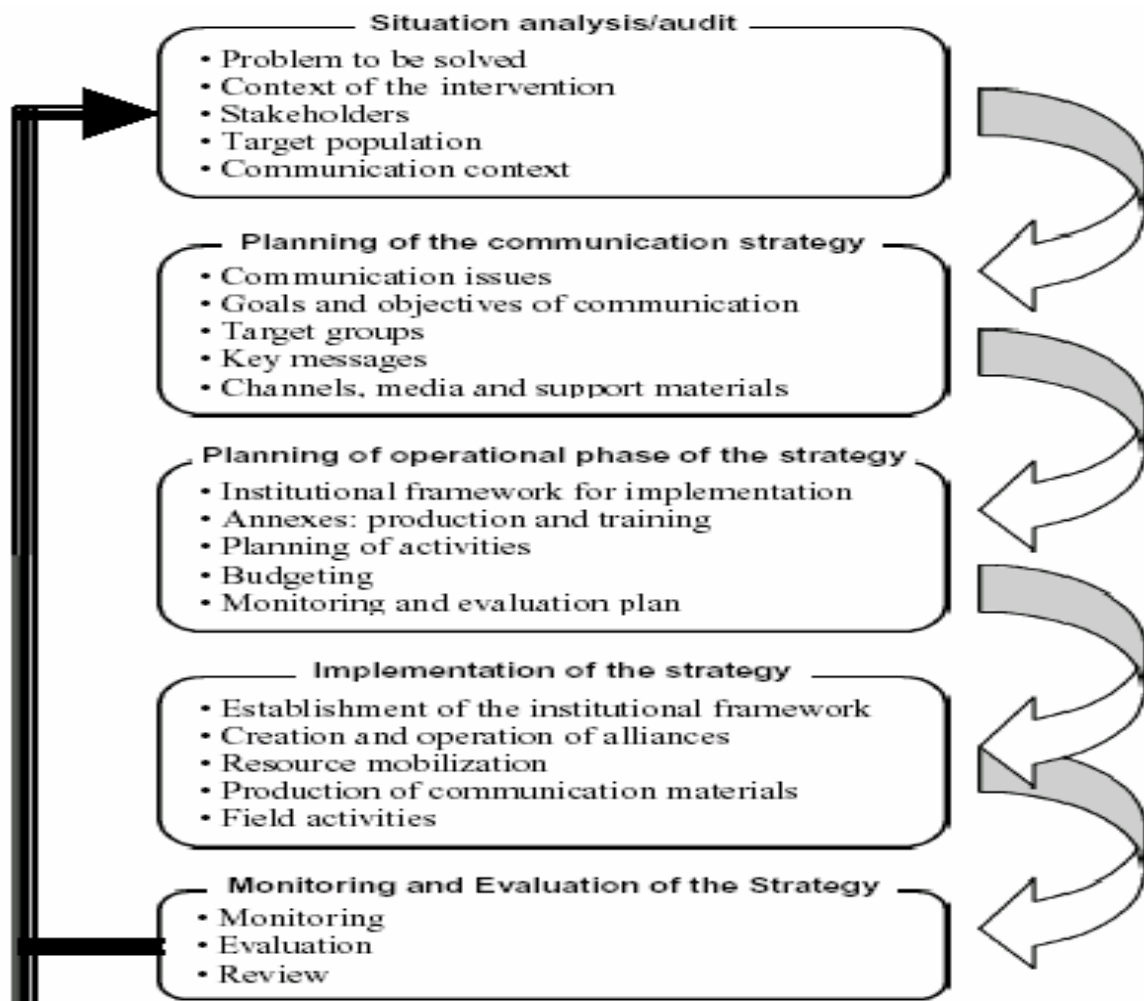 Situation analysis/audit
• Problem to be solved
• Context of the intervention
• Stakeholders
• Target population
• Communication context
Planning of the communication strategy
• Communication issues
• Goals and objectives of communication
• Target groups
• Key messages
• Channels, media and support materials
Planning of operational phase of the strategy
• Institutional framework for implementation
• Annexes: production and training
• Planning of activities
• Budgeting
• Monitoring and evaluation plan
Implementation of the strategy
• Establishment of the institutional framework
• Creation and operation of alliances
• Resource mobilization
• Production of communication materials
• Field activities
Monitoring and Evaluation of the Strategy
• Monitoring
• Evaluation
• Review